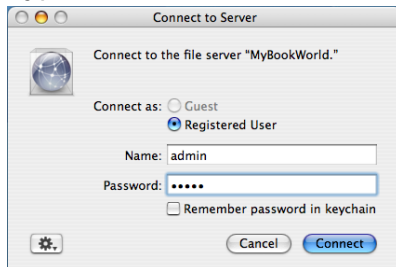 Connect to Server
Connect to the file server “MyBookWorld.”
Connect as: Guest
Registered User
Name: admin
Password: •••••
Remember password in keychain
Cancel Connect